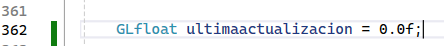 361
362 GLfloat ultimaactualizacion = 0.0f;